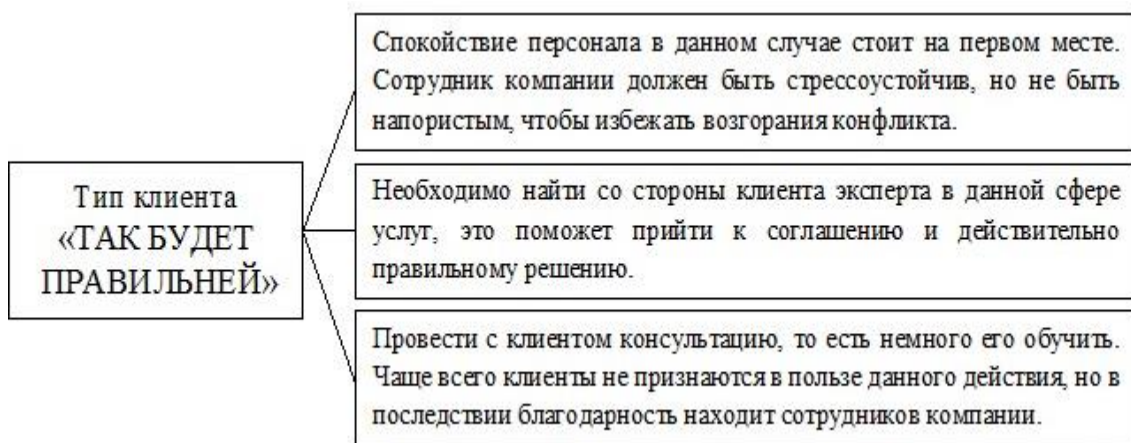 Тип клиента
«ТАК БУДЕТ
ПРАВИЛЬНЕЙ»
Спокойствие персонала в данном случае стоит на первом месте.
Сотрудник компании должен быть стрессоустойчив, но не быть
напористым, чтобы избежать возгорания конфликта.
Необходимо найти со стороны клиента эксперта в данной сфере
услуг, это поможет прийти к соглашению и действительно
правильному решению.
Провести с клиентом консультацию, то есть немного его обучить.
Чаще всего клиенты не признаются в пользе данного действия, но в
последствии благодарность находит сотрудников компании.